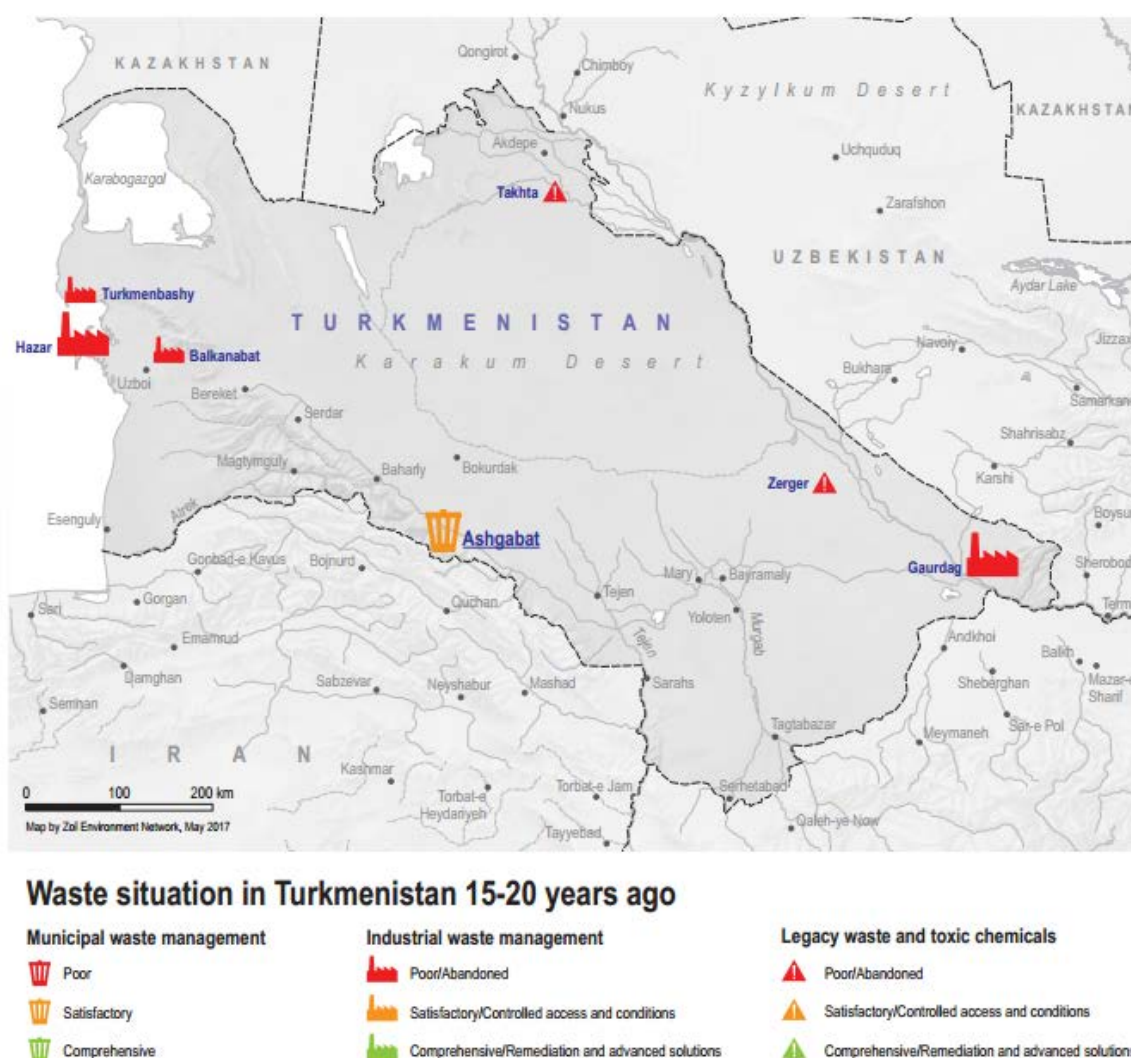 KAZAKHSTAN
Qongirot
Chimboy
Kyzylkum Desert
KAZAKHSTA
Nukus
Akdepe
Uchquduq
Karabogazgol
Takhta
Zarafshon
UZBEKISTAN
Aydar Lake
Turkmenbashy
TURKMENISTAN
Hazar
Balkanabat
Karakum Desert
Navoiy
Jizzax
Uzboi
Bukhara
Bereket
Samarkan
Serdar
Shahrisabz
Magtymguly
Baharly
Bokurdak
Karshi
Zerger
Atrek
Esenguly
Boysu
Ashgabat
Gonbad-e Kavus
Bojnurd
Gaurdag
Sherobod
Mary
Bayramaly
Gorgan
Quchan
Tejen
Sari
Yoloten
Term
Murgab
Tejen
Emamrud
Andkhoi
Balkh
Damghan
Sabzevar
Neyshabur
Mashad
Sarahs
Sheberghan
Mazar-e
Sharif
Semnan
Tagtabazar
Sar-e Pol
Meymaneh
IRAN
Kashmar
Torbat-e
Heydariyeh
Torbat-e Jam
Serhetabad
0 100 200 km
Map by Zoï Environment Network, May 2017
Tayyebad
Qaleh-ye Now
Waste situation in Turkmenistan 15-20 years ago
Municipal waste management
Poor
Satisfactory
Comprehensive
Industrial waste management
Poor/Abandoned
Satisfactory/Controlled access and conditions
Comprehensive/Remediation and advanced solutions
Legacy waste and toxic chemicals
Poor/Abandoned
Satisfactory/Controlled access and conditions
Comprehensive/Remediation and advanced solution